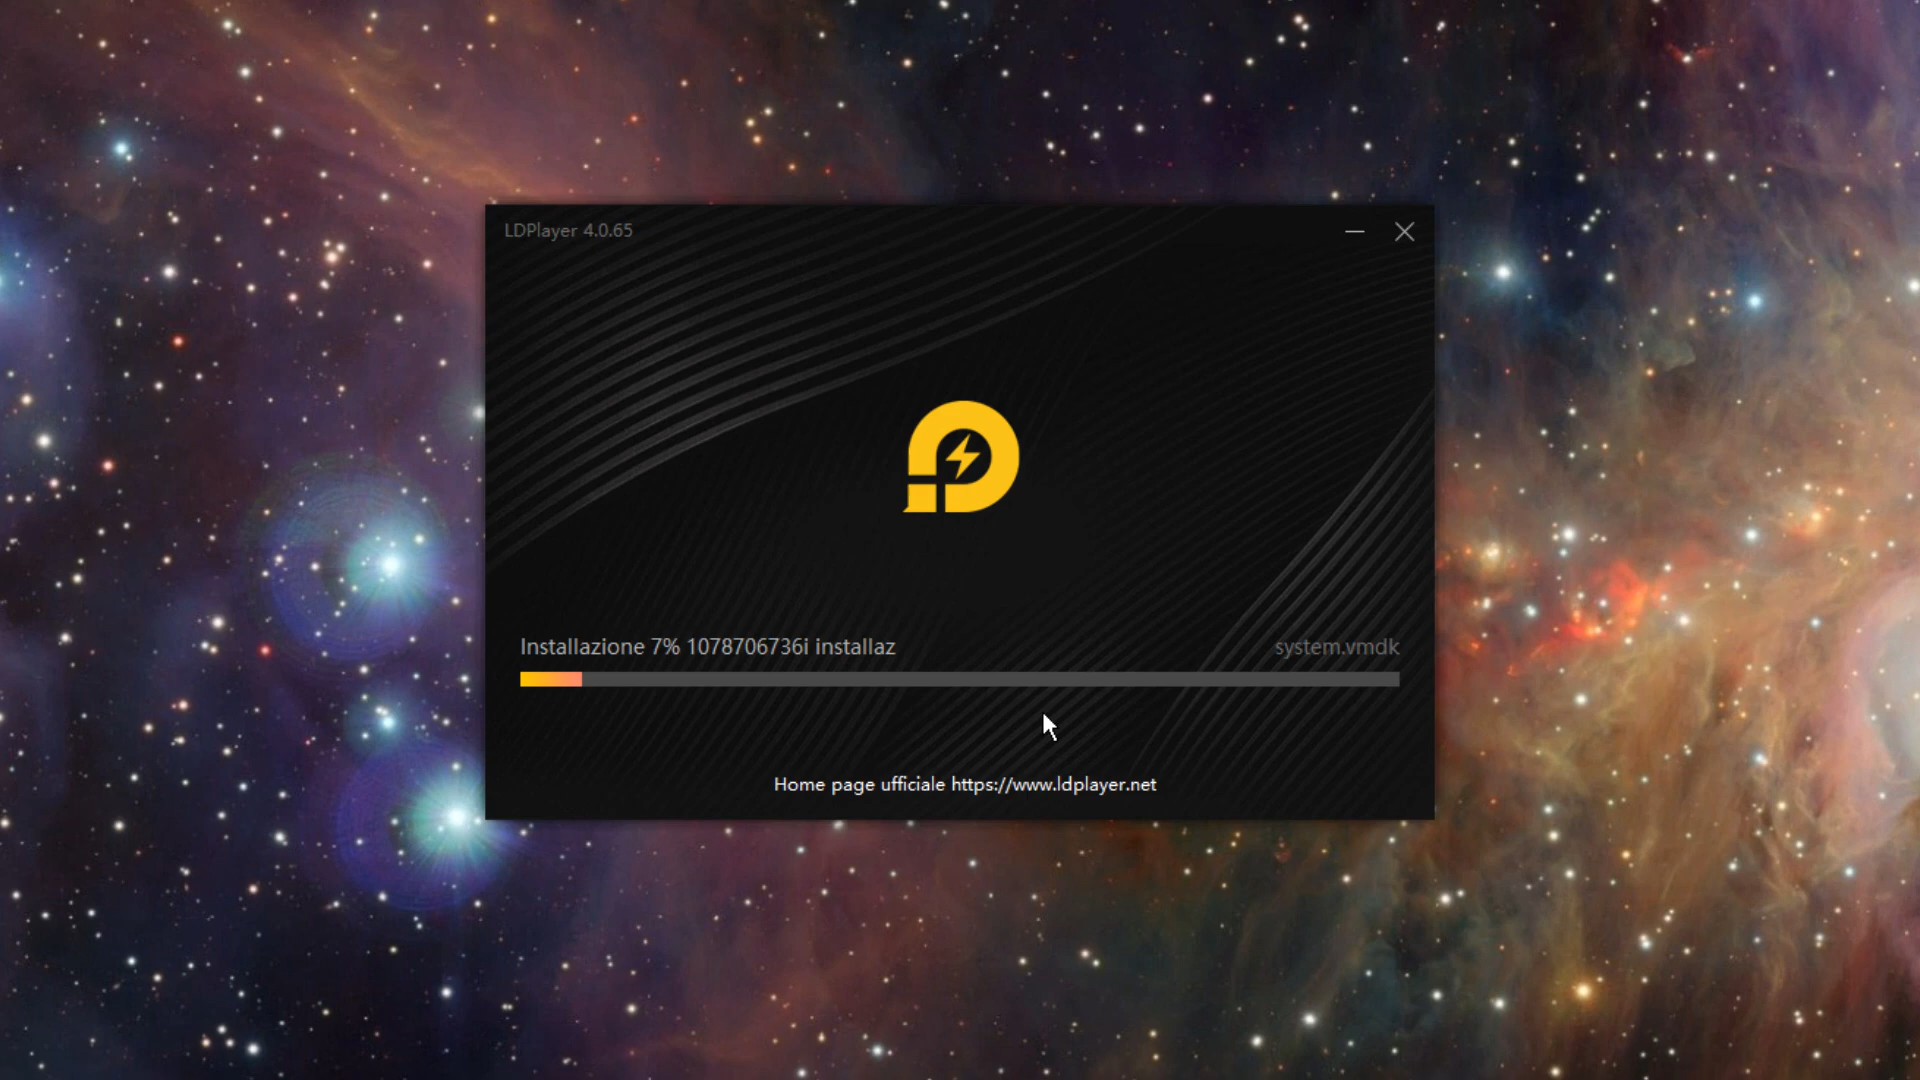 LDPlayer 4.0.65
Installazione 7% 1078706736i installaz
system.vmdk
Home page ufficiale https://www.ldplayer.net